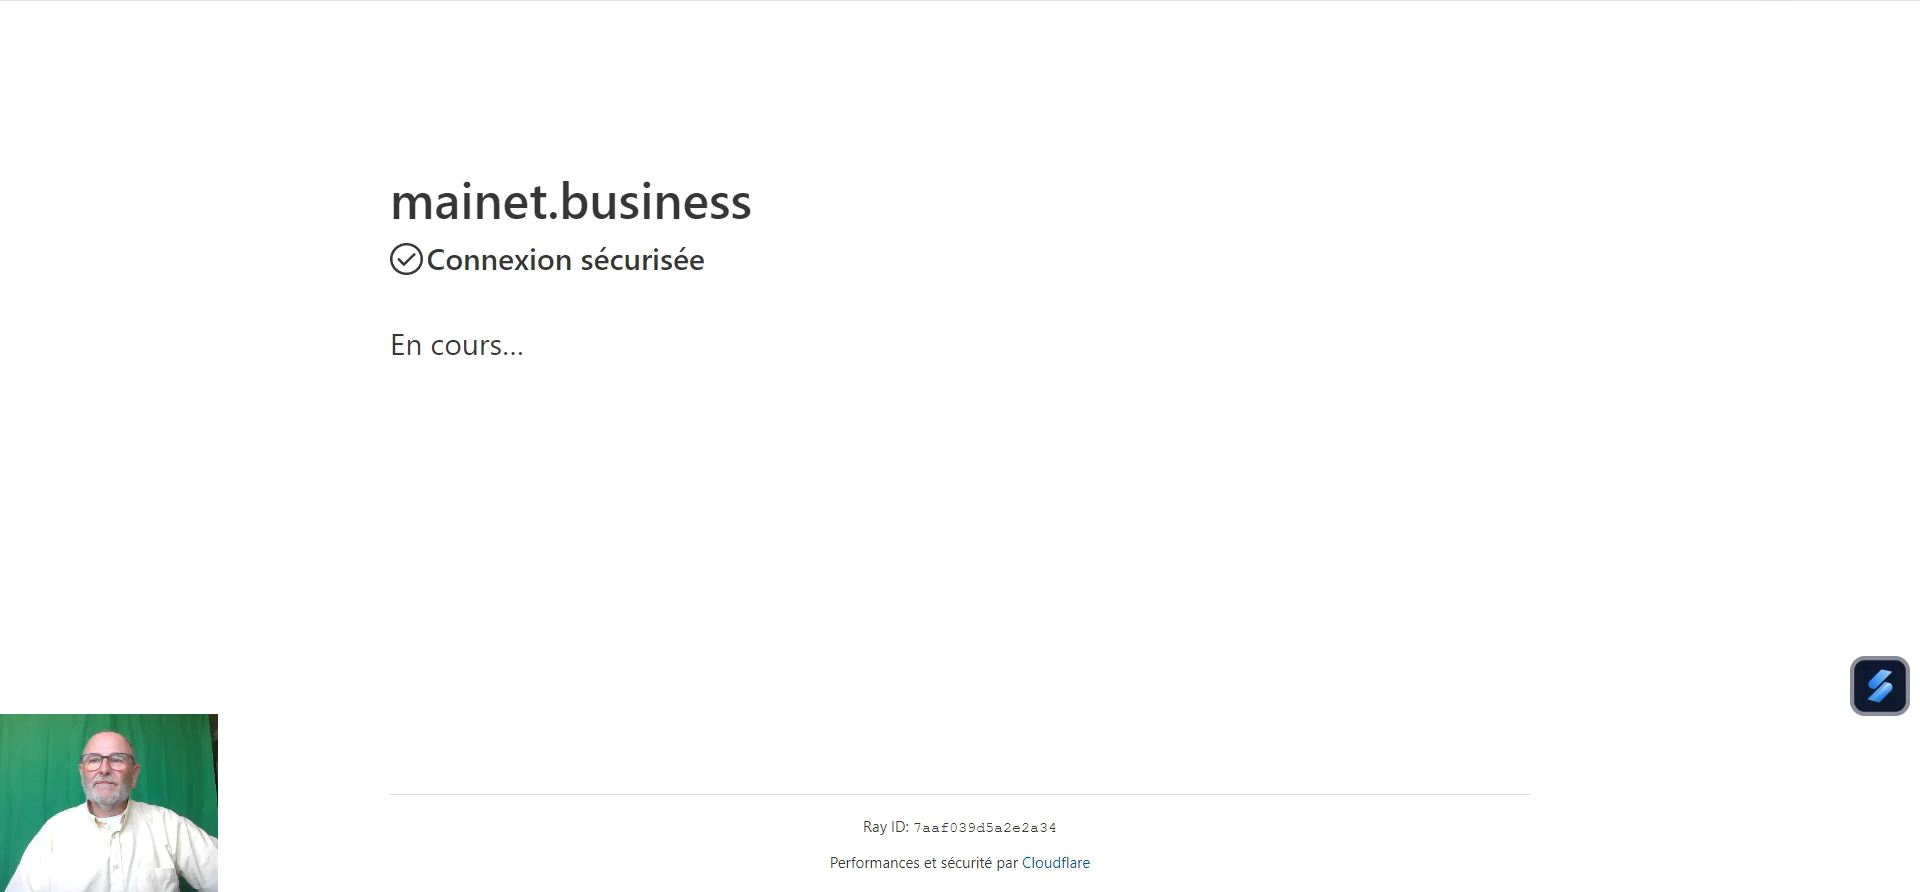 mainet.business
Connexion sécurisée
En cours...
Ray ID: 7aaf039d5a2e2a34
Performances et sécurité par Cloudflare